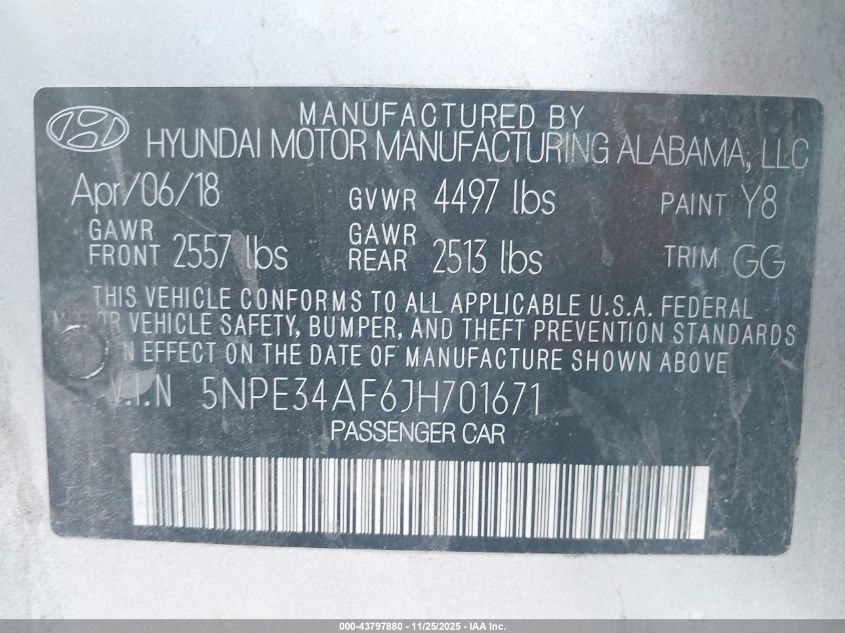 MANUFACTURED BY
HYUNDAI MOTOR MANUFACTURING ALABAMA, LLC
Apr/06/18 GVWR 4497 lbs PAINT Y8
GAWR FRONT 2557 lbs GAWR REAR 2513 lbs TRIM GG
THIS VEHICLE CONFORMS TO ALL APPLICABLE U.S.A. FEDERAL
VEHICLE SAFETY, BUMPER, AND THEFT PREVENTION STANDARDS
EFFECT ON THE DATE OF MANUFACTURE SHOWN ABOVE
V.I.N 5NPE34AF6JH701671
PASSENGER CAR
000-43797880 - 11/25/2025 - IAA Inc.